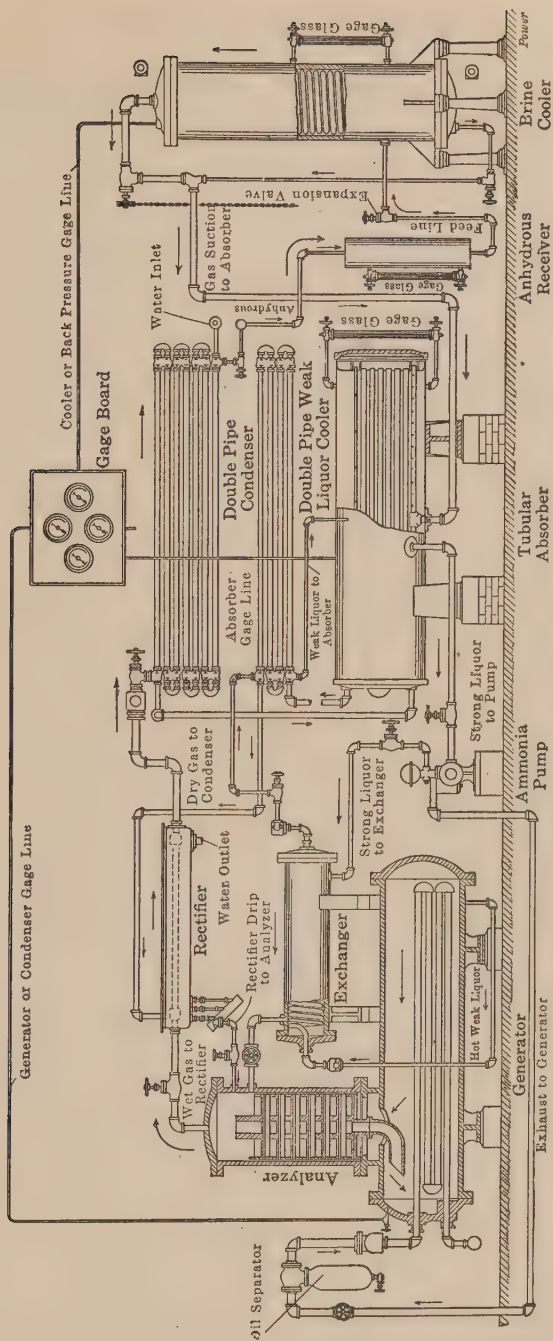 Generator or Condenser Gage Line
Cooler or Back Pressure Gage Line
Gage Board
Water Inlet
Gas Suction
to Absorber
Gage Glass
Expansion Valve
Feed Line
Anhydrous
Gage Glass
Gage Glass
Double Pipe
Condenser
Double Pipe Weak
Liquor Cooler
Absorber
Gage Line
Weak Liquor to
Absorber
Dry Gas to
Condenser
Rectifier
Water Outlet
Rectifier Drip
to Analyzer
Wet Gas to
Rectifier
Analyzer
Exchanger
Strong Liquor
to Exchanger
Strong Liquor
to Pump
Hot Weak Liquor
Oil Separator
Generator
Exhaust to Generator
Ammonia
Pump
Tubular
Absorber
Anhydrous
Receiver
Brine
Cooler
Power